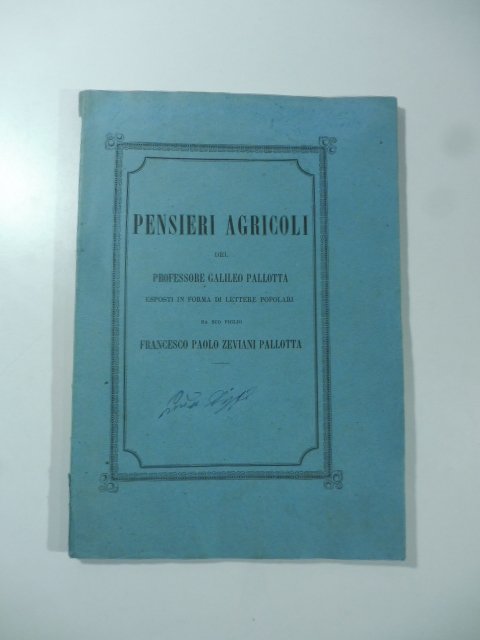 PENSIERI AGRICOLI
DEL
PROFESSORE GALILEO PALLOTTA
ESPOSTI IN FORMA DI LETTERE POPOLARI
DA SUO FIGLIO
FRANCESCO PAOLO ZEVIANI PALLOTTA